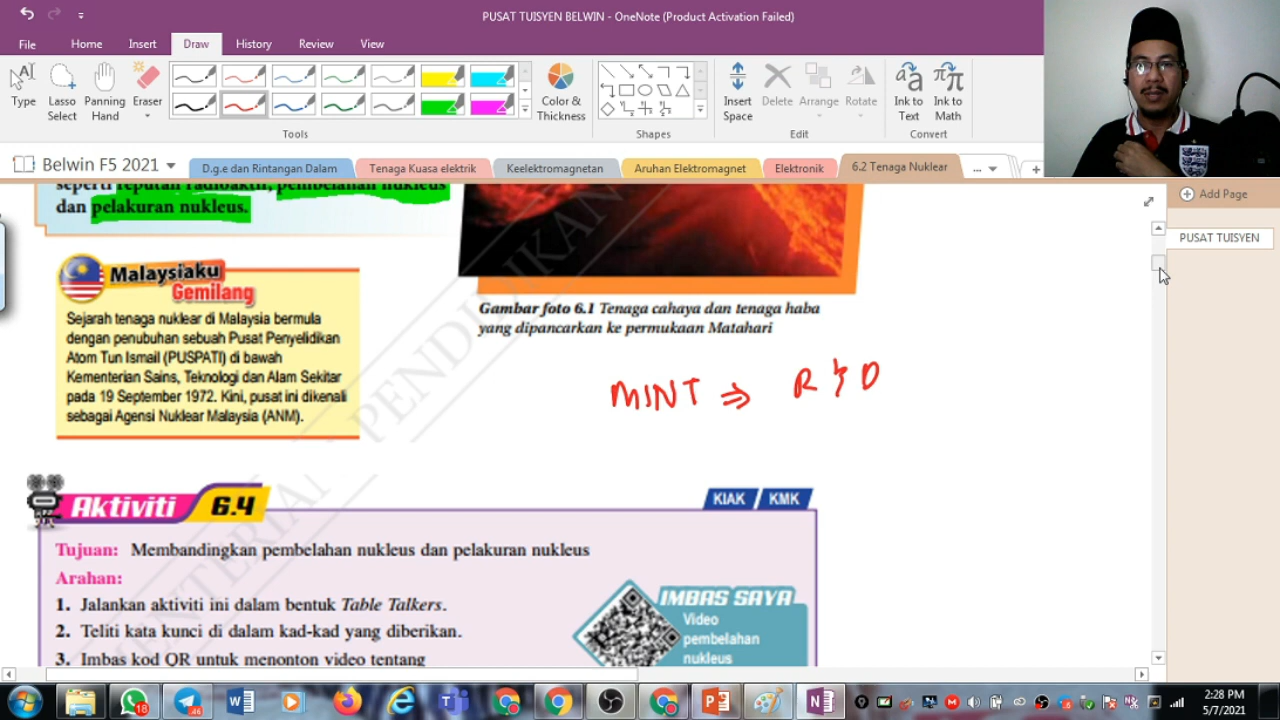 PUSAT TUISYEN BELWIN - OneNote (Product Activation Failed)
File Home Insert Draw History Review View
Type Lasso Select Panning Hand Eraser Color & Thickness Insert Space Delete Arrange Rotate Ink to Text Ink to Math
Tools Shapes Edit Convert
Belwin F5 2021 D.g.e dan Rintangan Dalam Tenaga Kuasa elektrik Keelektromagnetan Aruhan Elektromagnet Elektronik 6.2 Tenaga Nuklear ...
Add Page
PUSAT TUISYEN
seperti reputan radioaktif, pembelahan nukleus
dan pelakuran nukleus.
Malaysiaku
Gemilang
Sejarah tenaga nuklear di Malaysia bermula
dengan penubuhan sebuah Pusat Penyelidikan
Atom Tun Ismail (PUSPATI) di bawah
Kementerian Sains, Teknologi dan Alam Sekitar
pada 19 September 1972. Kini, pusat ini dikenali
sebagai Agensi Nuklear Malaysia (ANM).
Gambar foto 6.1 Tenaga cahaya dan tenaga haba
yang dipancarkan ke permukaan Matahari
MINT ⇒ R & D
Aktiviti 6.4
KIAK / KMK
Tujuan: Membandingkan pembelahan nukleus dan pelakuran nukleus
Arahan:
1. Jalankan aktiviti ini dalam bentuk Table Talkers.
2. Teliti kata kunci di dalam kad-kad yang diberikan.
3. Imbas kod QR untuk menonton video tentang
IMBAS SAYA
Video
pembelahan
nukleus
KEMENTERIAN PENDIDIKAN
2:28 PM
5/7/2021